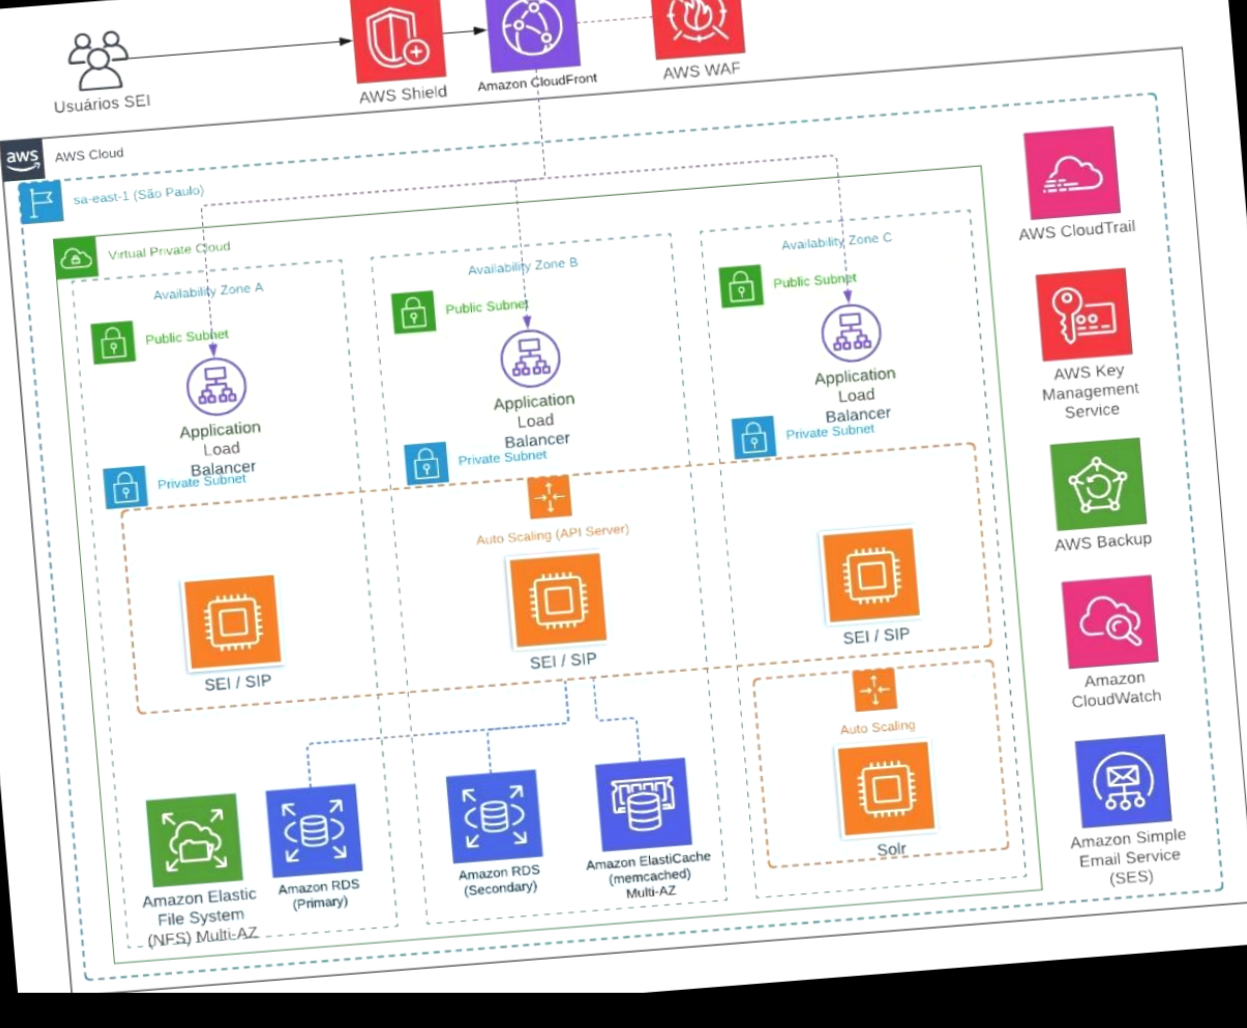 Usuários SEI
AWS Shield
Amazon CloudFront
AWS WAF
aws
AWS Cloud
sa-east-1 (São Paulo)
Virtual Private Cloud
Availability Zone A
Public Subnet
Application
Load
Balancer
Private Subnet
Availability Zone B
Public Subnet
Application
Load
Balancer
Private Subnet
Availability Zone C
Public Subnet
Application
Load
Balancer
Private Subnet
Auto Scaling (API Server)
SEI / SIP
SEI / SIP
SEI / SIP
Auto Scaling
Solr
Amazon Elastic
File System
(NFS) Multi-AZ
Amazon RDS
(Primary)
Amazon RDS
(Secondary)
Amazon ElastiCache
(memcached)
Multi-AZ
AWS CloudTrail
AWS Key
Management
Service
AWS Backup
Amazon
CloudWatch
Amazon Simple
Email Service
(SES)